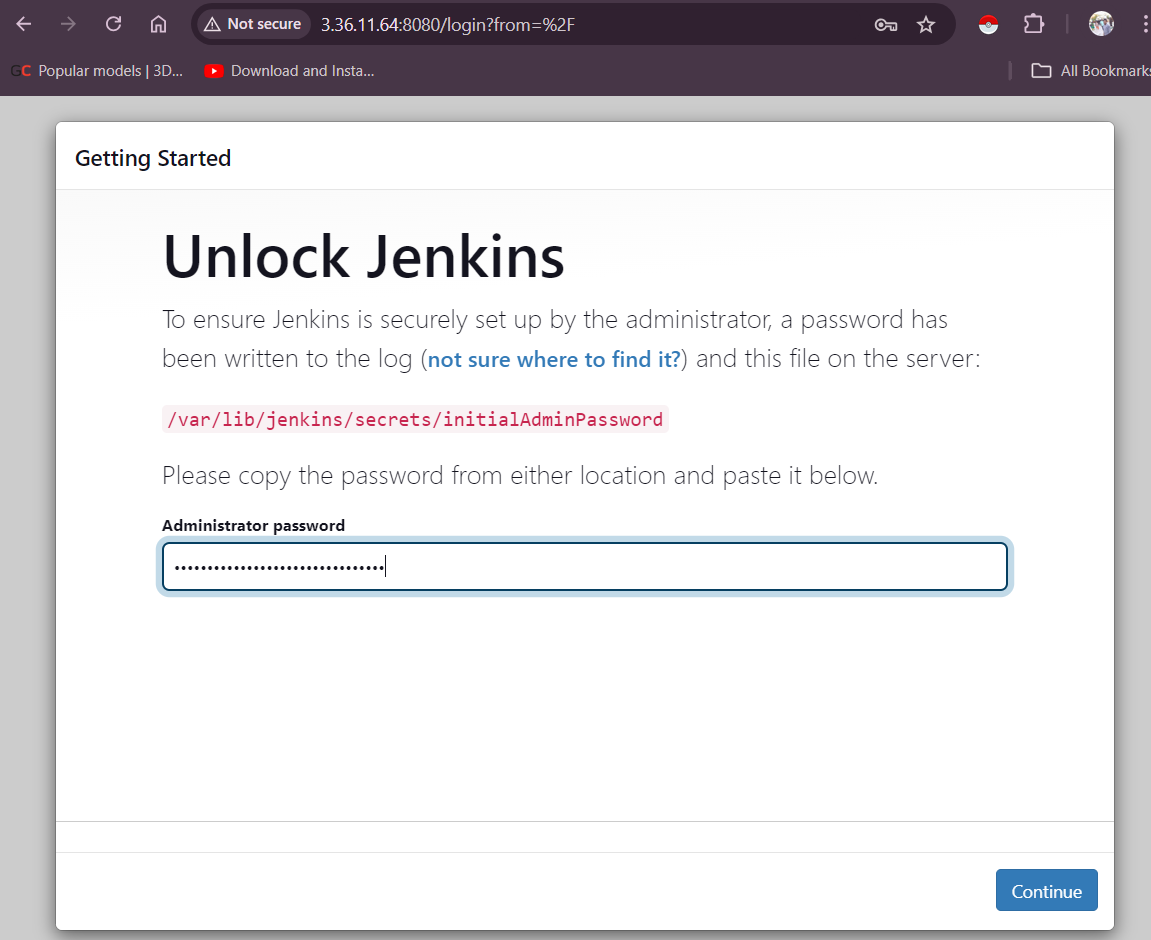 Not secure
3.36.11.64:8080/login?from=%2F
GC Popular models | 3D...
Download and Insta...
All Bookmarks
Getting Started
Unlock Jenkins
To ensure Jenkins is securely set up by the administrator, a password has
been written to the log (not sure where to find it?) and this file on the server:
/var/lib/jenkins/secrets/initialAdminPassword
Please copy the password from either location and paste it below.
Administrator password
••••••••••••••••••••••••••••••••
Continue